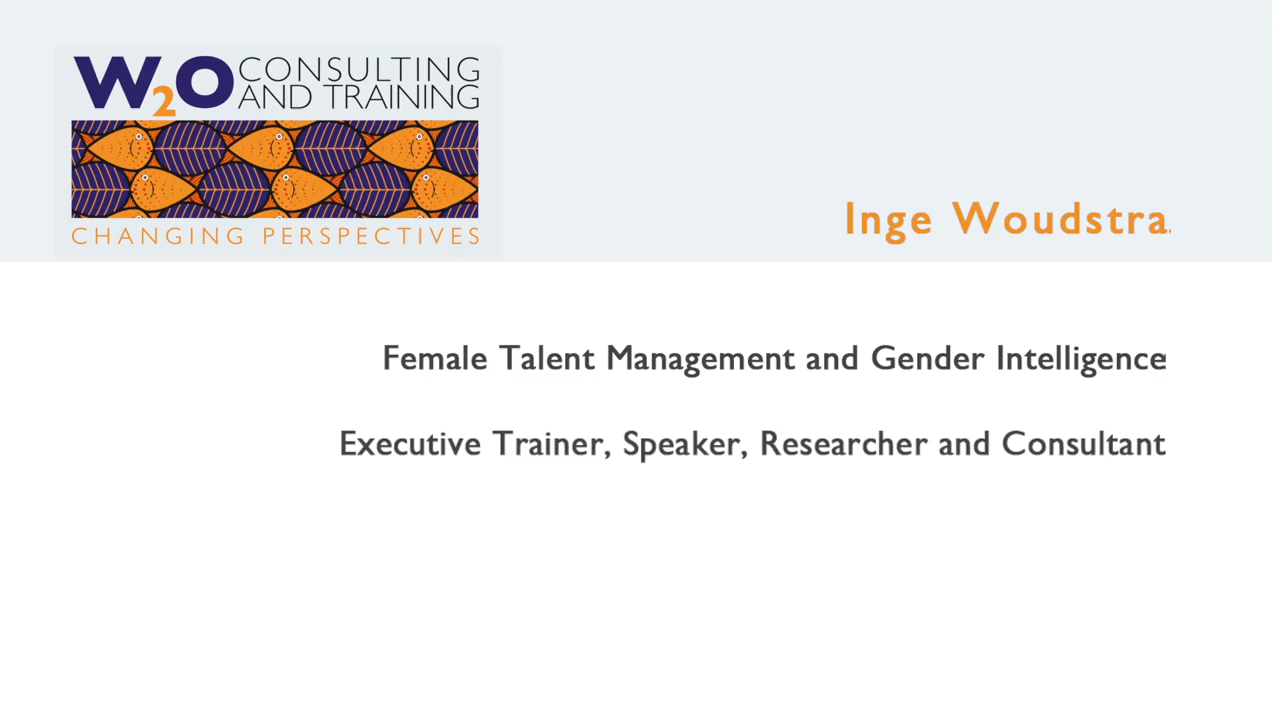 W2O CONSULTING
AND TRAINING
CHANGING PERSPECTIVES
Inge Woudstra
Female Talent Management and Gender Intelligence
Executive Trainer, Speaker, Researcher and Consultant